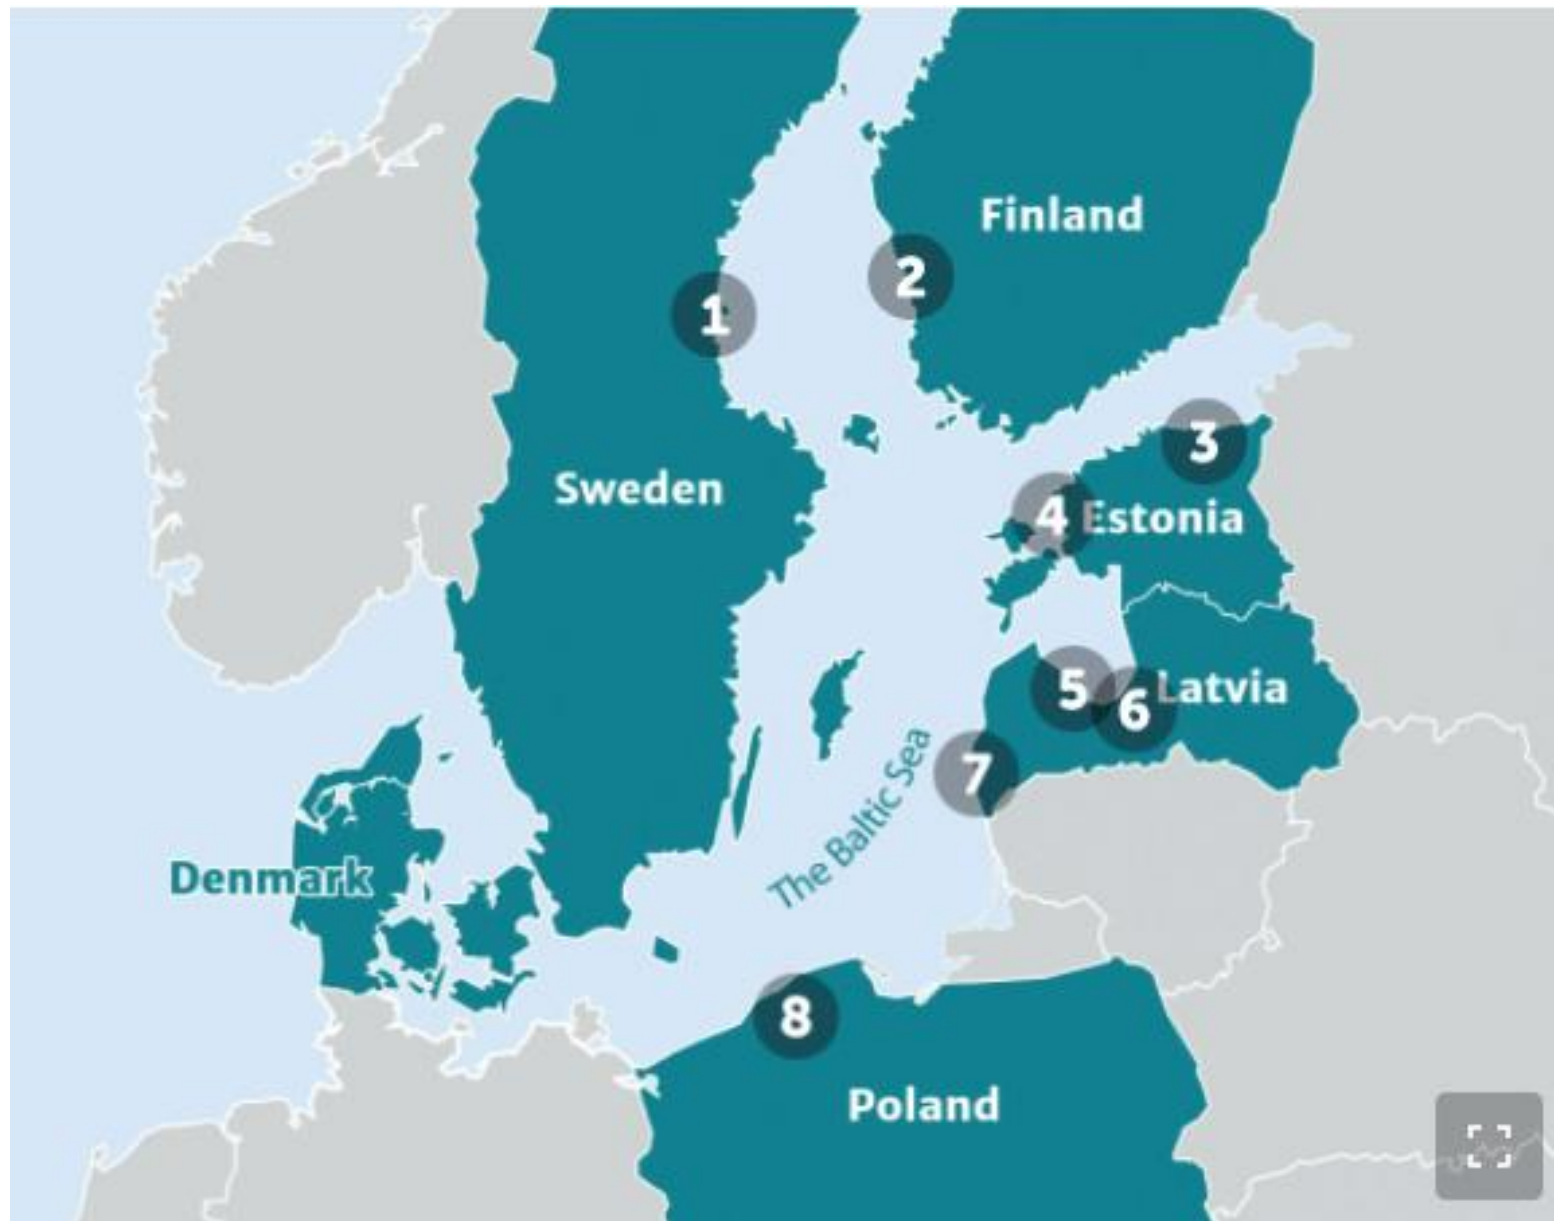 Finland
2
1
3
Sweden
4
Estonia
5
Latvia
6
7
The Baltic Sea
Denmark
8
Poland